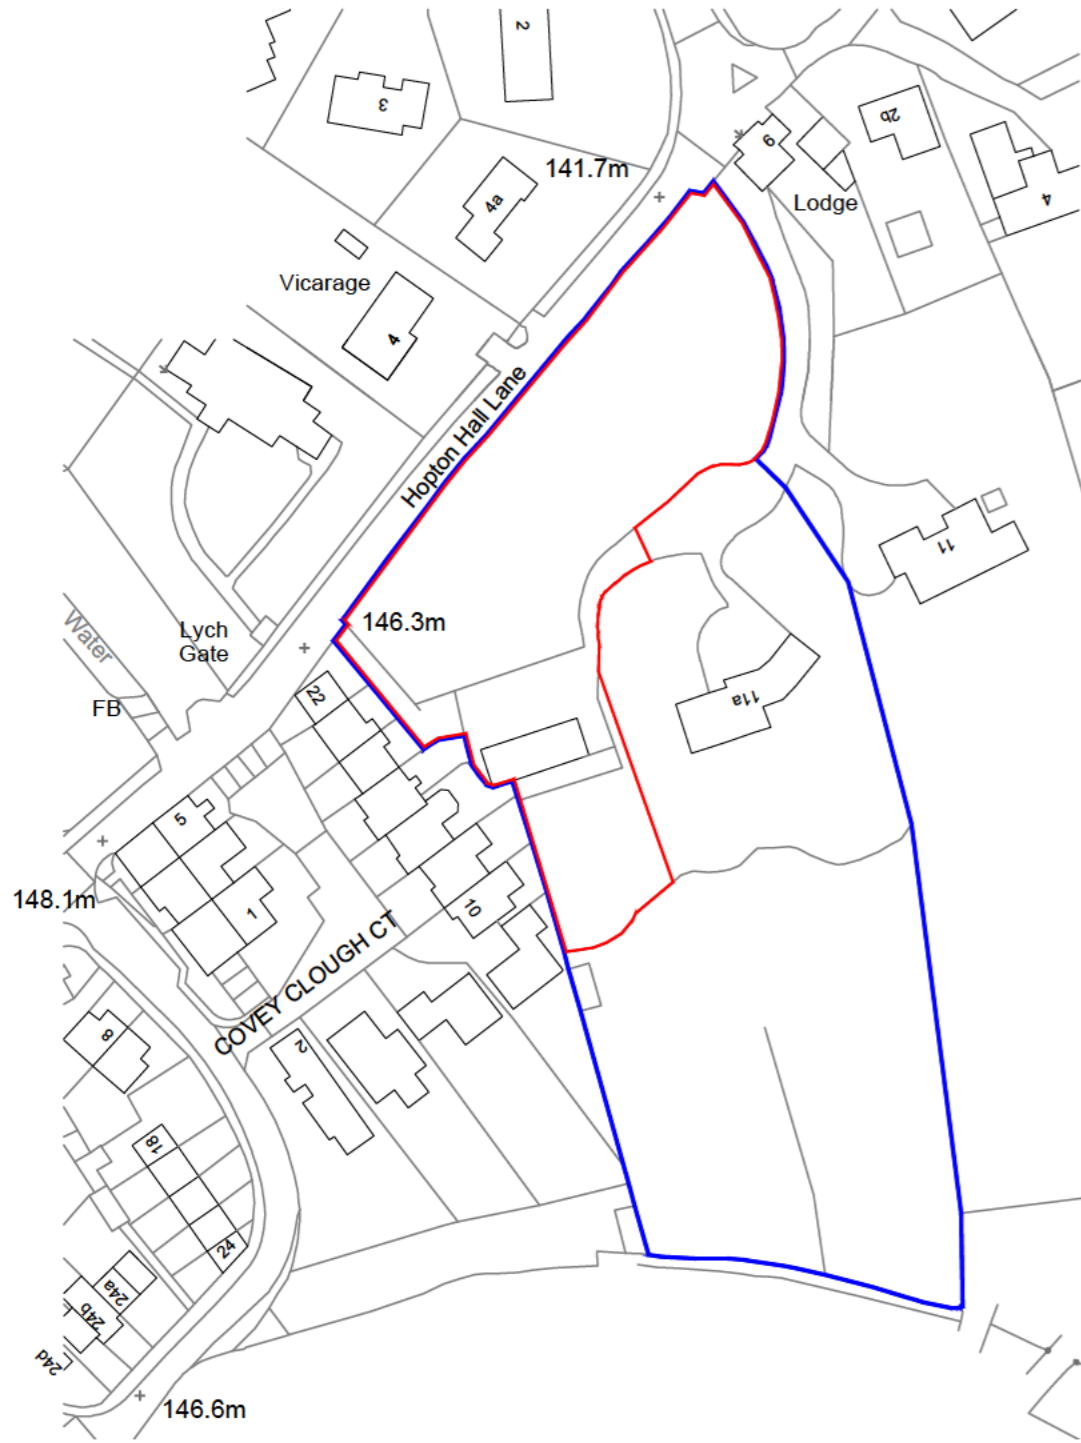 2
3
9
2b
141.7m
4a
Lodge
4
Vicarage
4
Hopton Hall Lane
11
146.3m
Water
Lych
Gate
22
FB
11a
5
148.1m
1
10
COVEY CLOUGH CT
8
2
18
24
24a
24b
24d
146.6m